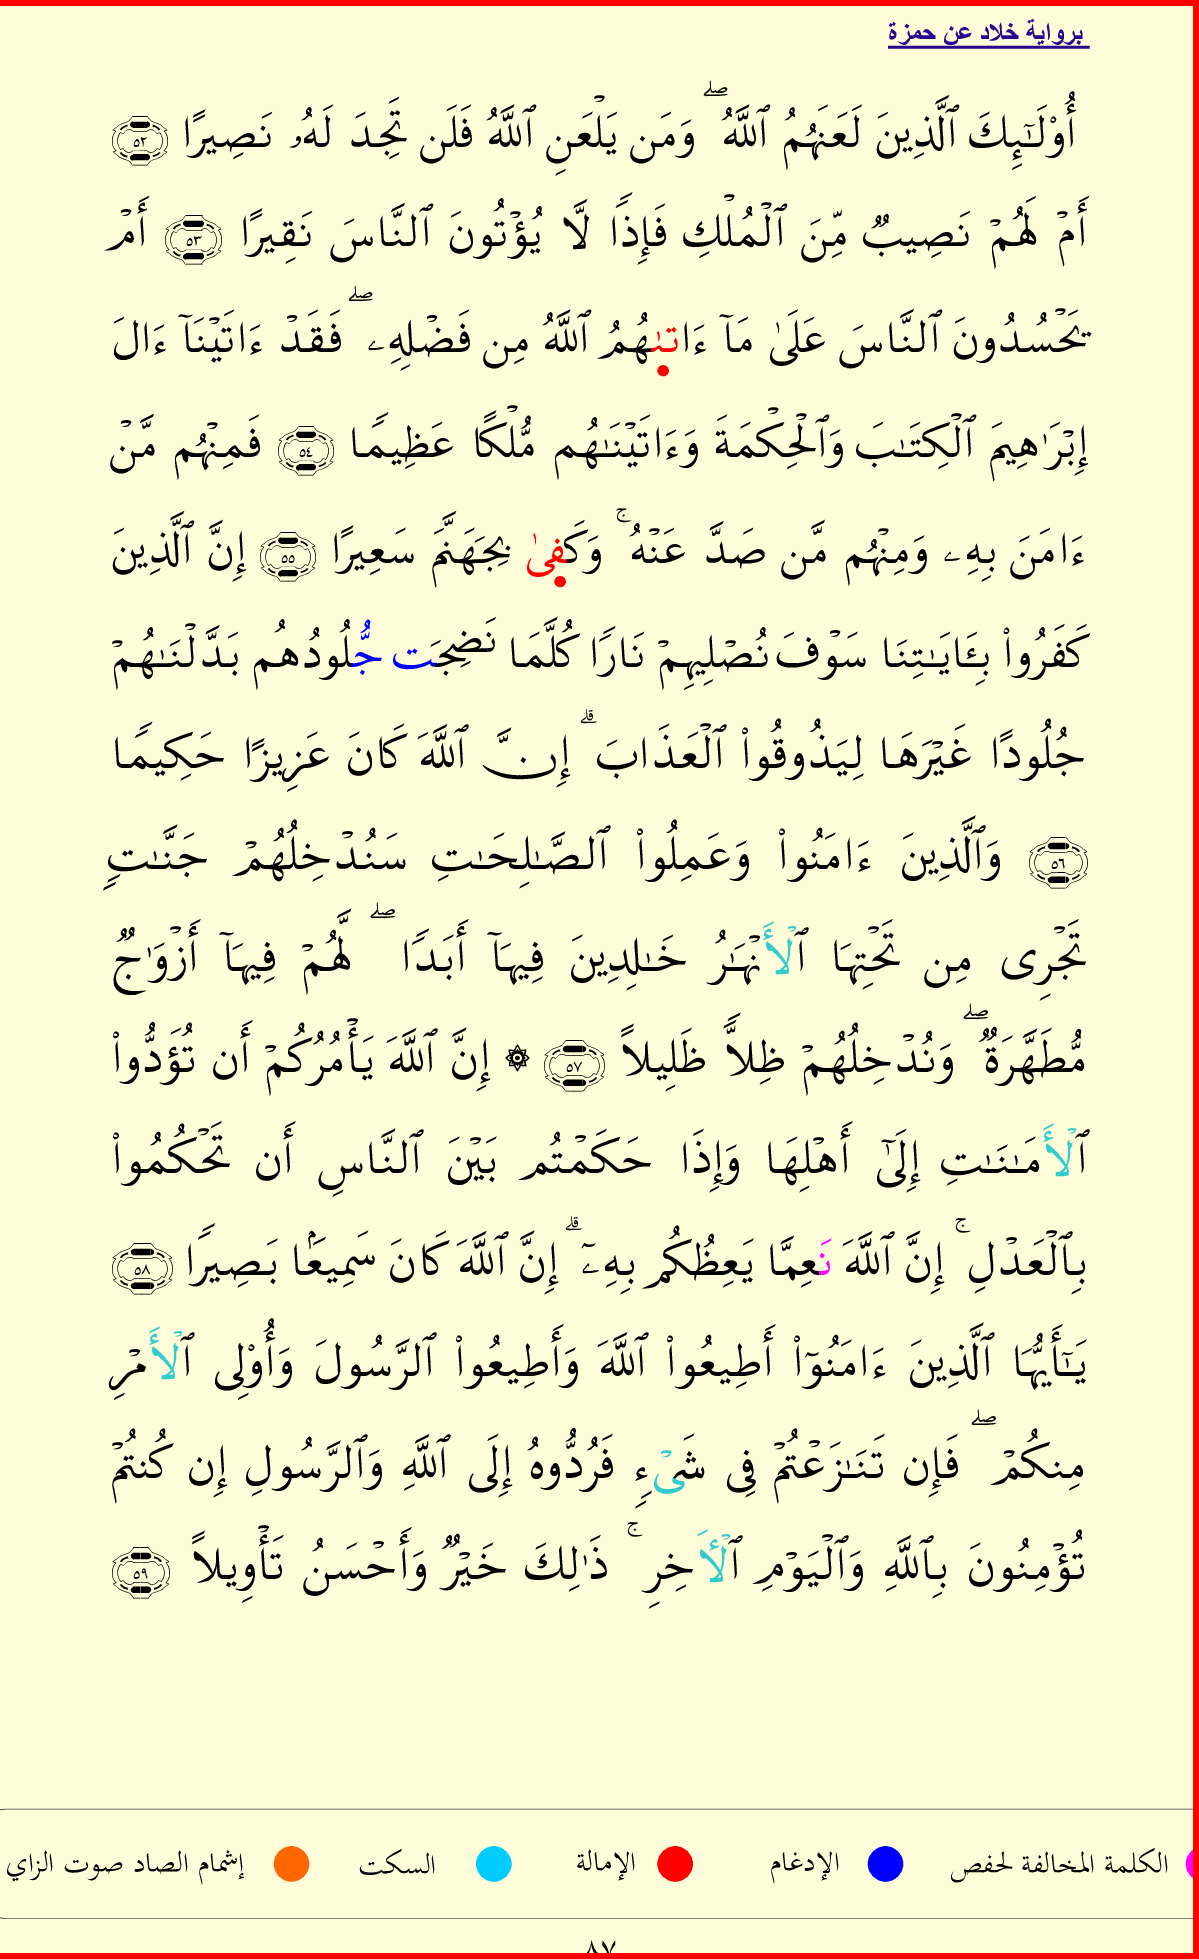 برواية خلاد عن حمزة
أُوْلَٰٓئِكَ ٱلَّذِينَ لَعَنَهُمُ ٱللَّهُ ۖ وَمَن يَلْعَنِ ٱللَّهُ فَلَن تَجِدَ لَهُۥ نَصِيرًا ٥٢
أَمْ لَهُمْ نَصِيبٌ مِّنَ ٱلْمُلْكِ فَإِذًا لَّا يُؤْتُونَ ٱلنَّاسَ نَقِيرًا ٥٣ أَمْ
يَحْسُدُونَ ٱلنَّاسَ عَلَىٰ مَآ ءَاتىٰهُمُ ٱللَّهُ مِن فَضْلِهِۦ ۖ فَقَدْ ءَاتَيْنَآ ءَالَ
إِبْرَٰهِيمَ ٱلْكِتَٰبَ وَٱلْحِكْمَةَ وَءَاتَيْنَٰهُم مُّلْكًا عَظِيمًا ٥٤ فَمِنْهُم مَّنْ
ءَامَنَ بِهِۦ وَمِنْهُم مَّن صَدَّ عَنْهُ ۚ وَكَفىٰ بِجَهَنَّمَ سَعِيرًا ٥٥ إِنَّ ٱلَّذِينَ
كَفَرُوا۟ بِـَٔايَٰتِنَا سَوْفَ نُصْلِيهِمْ نَارًا كُلَّمَا نَضِجَت جُّلُودُهُم بَدَّلْنَٰهُمْ
جُلُودًا غَيْرَهَا لِيَذُوقُوا۟ ٱلْعَذَابَ ۗ إِنَّ ٱللَّهَ كَانَ عَزِيزًا حَكِيمًا
٥٦ وَٱلَّذِينَ ءَامَنُوا۟ وَعَمِلُوا۟ ٱلصَّٰلِحَٰتِ سَنُدْخِلُهُمْ جَنَّٰتٍ
تَجْرِى مِن تَحْتِهَا ٱلْأَنْهَٰرُ خَٰلِدِينَ فِيهَآ أَبَدًا ۖ لَّهُمْ فِيهَآ أَزْوَٰجٌ
مُّطَهَّرَةٌ ۖ وَنُدْخِلُهُمْ ظِلاًّ ظَلِيلاً ٥٧ ۞ إِنَّ ٱللَّهَ يَأْمُرُكُمْ أَن تُؤَدُّوا۟
ٱلْأَمَٰنَٰتِ إِلَىٰٓ أَهْلِهَا وَإِذَا حَكَمْتُم بَيْنَ ٱلنَّاسِ أَن تَحْكُمُوا۟
بِٱلْعَدْلِ ۚ إِنَّ ٱللَّهَ نَعِمَّا يَعِظُكُم بِهِۦٓ ۗ إِنَّ ٱللَّهَ كَانَ سَمِيعًۢا بَصِيرًا ٥٨
يَٰٓأَيُّهَا ٱلَّذِينَ ءَامَنُوٓا۟ أَطِيعُوا۟ ٱللَّهَ وَأَطِيعُوا۟ ٱلرَّسُولَ وَأُوْلِى ٱلْأَمْرِ
مِنكُمْ ۖ فَإِن تَنَٰزَعْتُمْ فِى شَىْءٍ فَرُدُّوهُ إِلَى ٱللَّهِ وَٱلرَّسُولِ إِن كُنتُمْ
تُؤْمِنُونَ بِٱللَّهِ وَٱلْيَوْمِ ٱلْأَخِرِ ۚ ذَٰلِكَ خَيْرٌ وَأَحْسَنُ تَأْوِيلاً ٥٩
الكلمة المخالفة لحفص الإدغام الإمالة السكت إشمام الصاد صوت الزاي
٨٧